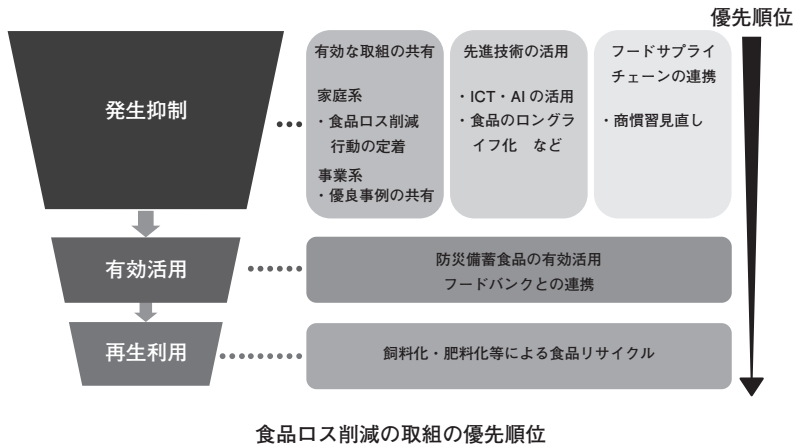 優先順位
発生抑制
有効な取組の共有
家庭系
・食品ロス削減
行動の定着
事業系
・優良事例の共有
先進技術の活用
・ICT・AIの活用
・食品のロングラ
イフ化 など
フードサプライ
チェーンの連携
・商慣習見直し
有効活用
防災備蓄食品の有効活用
フードバンクとの連携
再生利用
飼料化・肥料化等による食品リサイクル
食品ロス削減の取組の優先順位